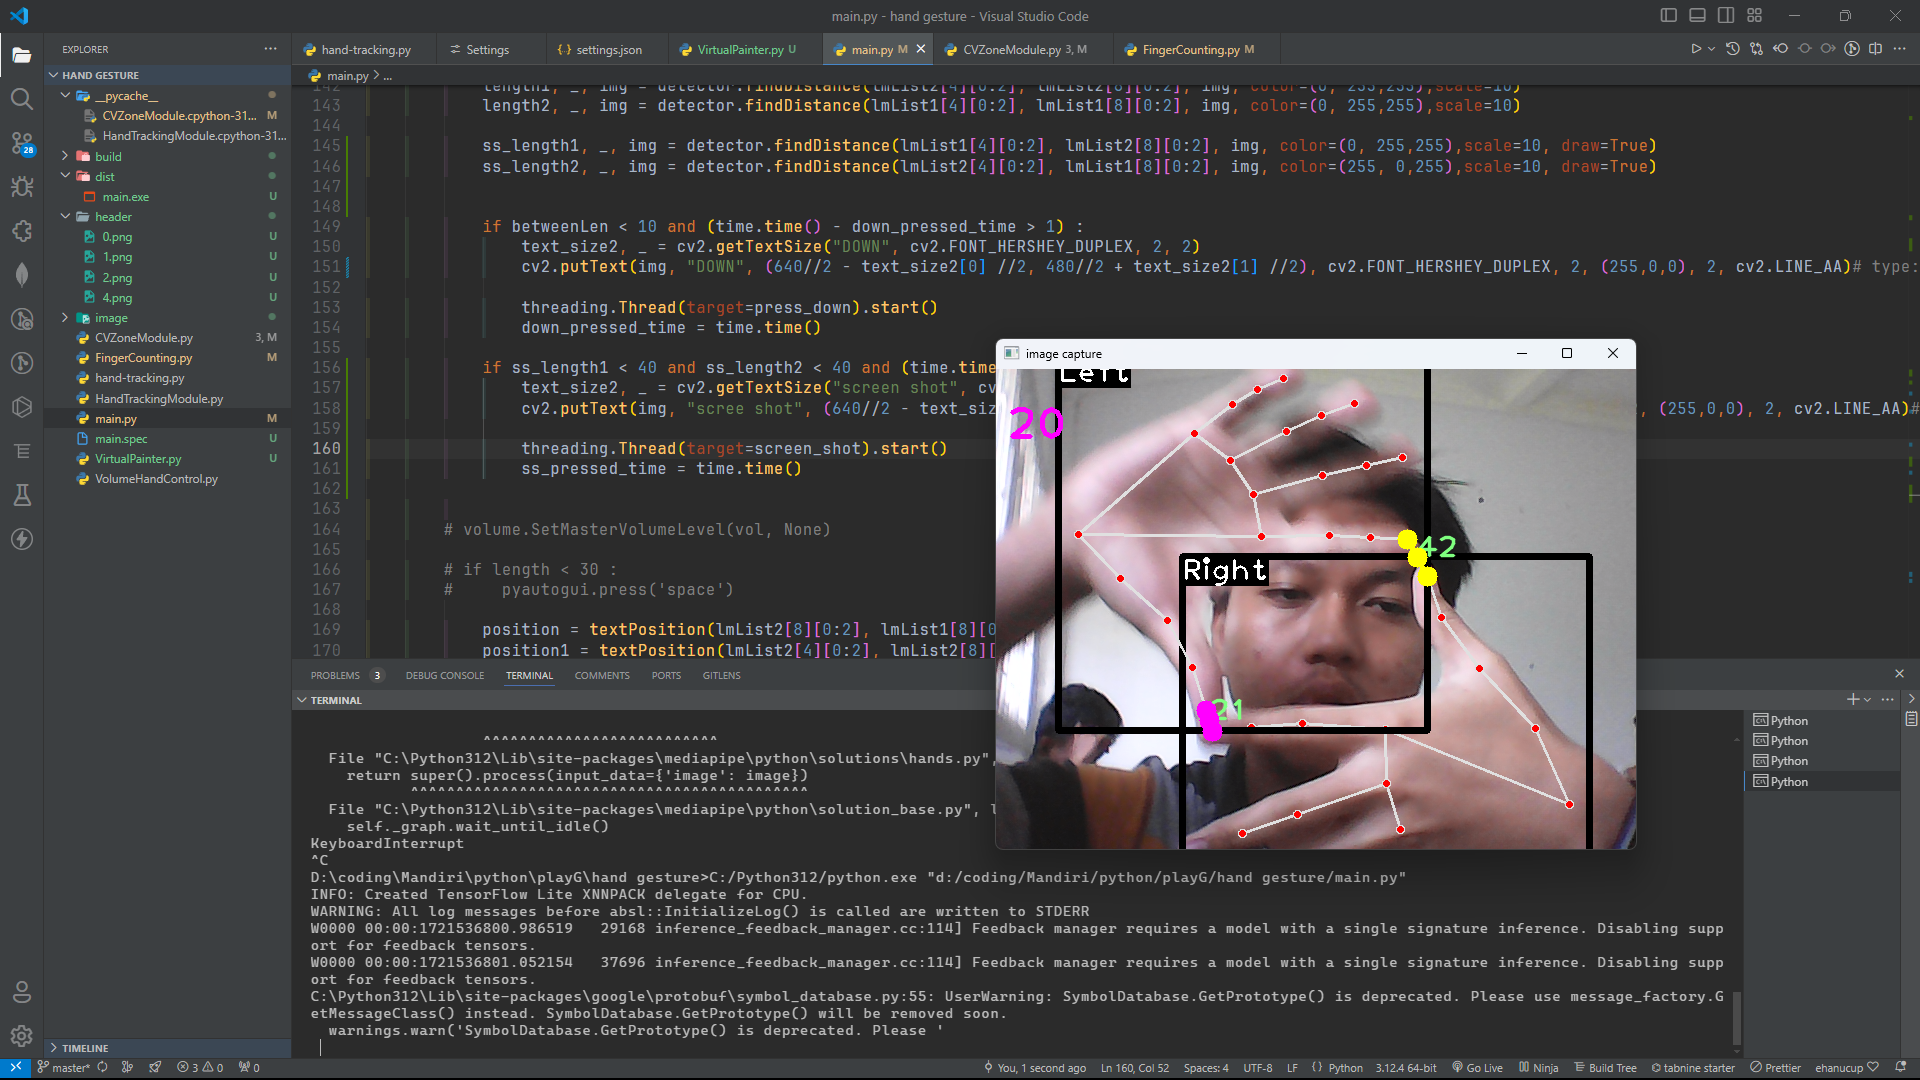 main.py - hand gesture - Visual Studio Code
EXPLORER
hand-tracking.py
Settings
settings.json
VirtualPainter.py U
main.py M
CVZoneModule.py 3, M
FingerCounting.py M
HAND GESTURE
main.py > ...
__pycache__
CVZoneModule.cpython-31... M
HandTrackingModule.cpython-31...
build
dist
main.exe U
header
0.png U
1.png U
2.png U
4.png U
image
CVZoneModule.py 3, M
FingerCounting.py M
hand-tracking.py
HandTrackingModule.py
main.py M
main.spec U
VirtualPainter.py U
VolumeHandControl.py
TIMELINE
28
142 length1, _, img = detector.findDistance(lmList2[4][0:2], lmList2[8][0:2], img, color=(0, 255,255),scale=10)
143 length2, _, img = detector.findDistance(lmList1[4][0:2], lmList1[8][0:2], img, color=(0, 255,255),scale=10)
144
145 ss_length1, _, img = detector.findDistance(lmList1[4][0:2], lmList2[8][0:2], img, color=(0, 255,255),scale=10, draw=True)
146 ss_length2, _, img = detector.findDistance(lmList2[4][0:2], lmList1[8][0:2], img, color=(255, 0,255),scale=10, draw=True)
147
148
149 if betweenLen < 10 and (time.time() - down_pressed_time > 1) :
150 text_size2, _ = cv2.getTextSize("DOWN", cv2.FONT_HERSHEY_DUPLEX, 2, 2)
151 cv2.putText(img, "DOWN", (640//2 - text_size2[0] //2, 480//2 + text_size2[1] //2), cv2.FONT_HERSHEY_DUPLEX, 2, (255,0,0), 2, cv2.LINE_AA)# type:
152
153 threading.Thread(target=press_down).start()
154 down_pressed_time = time.time()
155
156 if ss_length1 < 40 and ss_length2 < 40 and (time.time
157 text_size2, _ = cv2.getTextSize("screen shot", cv
158 cv2.putText(img, "scree shot", (640//2 - text_siz , (255,0,0), 2, cv2.LINE_AA)#
159
160 threading.Thread(target=screen_shot).start()
161 ss_pressed_time = time.time()
162
163
164 # volume.SetMasterVolumeLevel(vol, None)
165
166 # if length < 30 :
167 # pyautogui.press('space')
168
169 position = textPosition(lmList2[8][0:2], lmList1[8][0
170 position1 = textPosition(lmList2[4][0:2], lmList2[8][
image capture
Left
20
42
Right
21
PROBLEMS 3 DEBUG CONSOLE TERMINAL COMMENTS PORTS GITLENS
TERMINAL
^^^^^^^^^^^^^^^^^^^^^^^^^^
File "C:\Python312\Lib\site-packages\mediapipe\python\solutions\hands.py",
return super().process(input_data={'image': image})
^^^^^^^^^^^^^^^^^^^^^^^^^^^^^^^^^^^^^^^^^^^^
File "C:\Python312\Lib\site-packages\mediapipe\python\solution_base.py", l
self._graph.wait_until_idle()
KeyboardInterrupt
^C
D:\coding\Mandiri\python\playG\hand gesture>C:/Python312/python.exe "d:/coding/Mandiri/python/playG/hand gesture/main.py"
INFO: Created TensorFlow Lite XNNPACK delegate for CPU.
WARNING: All log messages before absl::InitializeLog() is called are written to STDERR
W0000 00:00:1721536800.986519 29168 inference_feedback_manager.cc:114] Feedback manager requires a model with a single signature inference. Disabling supp
ort for feedback tensors.
W0000 00:00:1721536801.052154 37696 inference_feedback_manager.cc:114] Feedback manager requires a model with a single signature inference. Disabling supp
ort for feedback tensors.
C:\Python312\Lib\site-packages\google\protobuf\symbol_database.py:55: UserWarning: SymbolDatabase.GetPrototype() is deprecated. Please use message_factory.G
etMessageClass() instead. SymbolDatabase.GetPrototype() will be removed soon.
warnings.warn('SymbolDatabase.GetPrototype() is deprecated. Please '
Python
Python
Python
Python
master* 3 0 0 You, 1 second ago Ln 160, Col 52 Spaces: 4 UTF-8 LF Python 3.12.4 64-bit Go Live Ninja Build Tree tabnine starter Prettier ehanucup